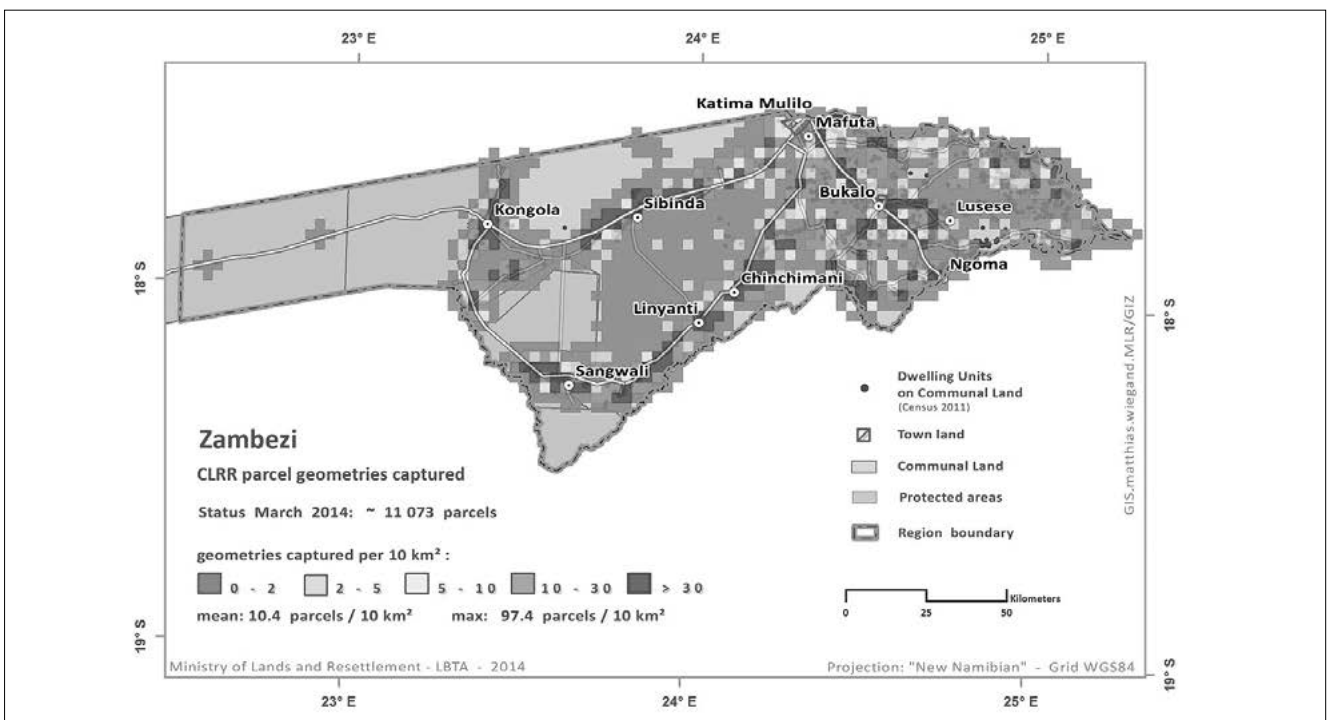 23° E 24° E 25° E
Katima Mulilo
Mafuta
Bukalo
Sibinda
Lusese
Kongola
Ngoma
18° S
Chinchimani
Linyanti
18° S
Sangwali
Dwelling Units
on Communal Land
(Census 2011)
Town land
Communal Land
Protected areas
Region boundary
GIS.matthias.wiegand.MLR/GIZ
Zambezi
CLRR parcel geometries captured
Status March 2014: ~ 11 073 parcels
geometries captured per 10 km² :
0 - 2 2 - 5 5 - 10 10 - 30 > 30
mean: 10.4 parcels / 10 km² max: 97.4 parcels / 10 km²
Kilometers
0 25 50
19° S
Ministry of Lands and Resettlement - LBTA - 2014
Projection: "New Namibian" - Grid WGS84
19° S
23° E 24° E 25° E